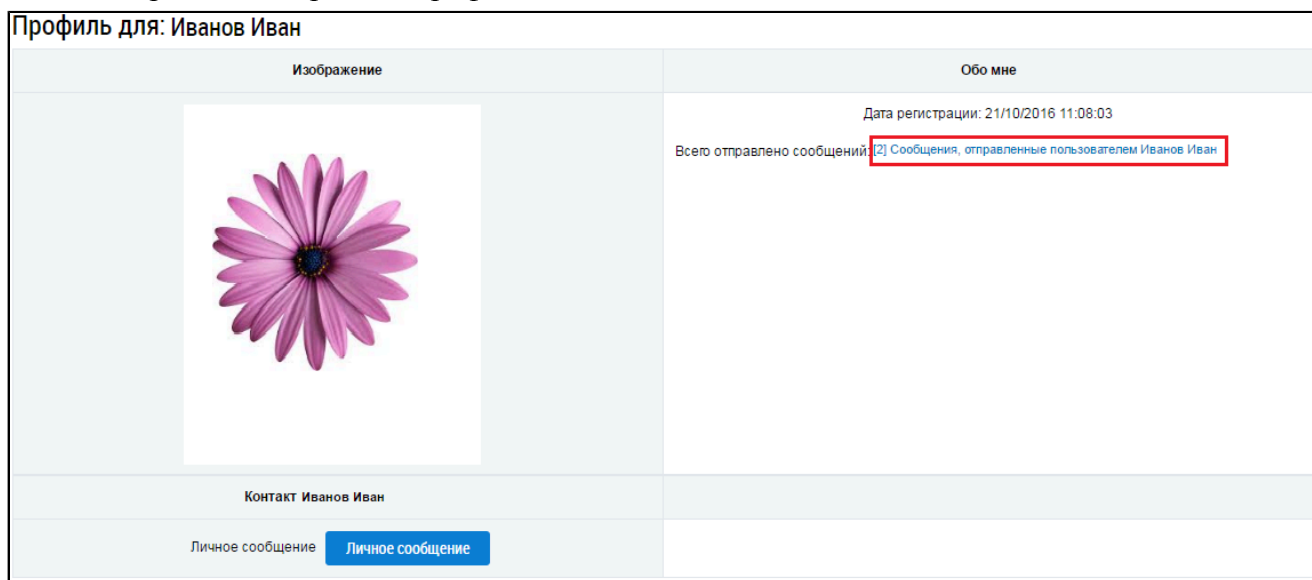 Профиль для: Иванов Иван
Изображение
Обо мне
Дата регистрации: 21/10/2016 11:08:03
Всего отправлено сообщений: [2] Сообщения, отправленные пользователем Иванов Иван
Контакт Иванов Иван
Личное сообщение Личное сообщение